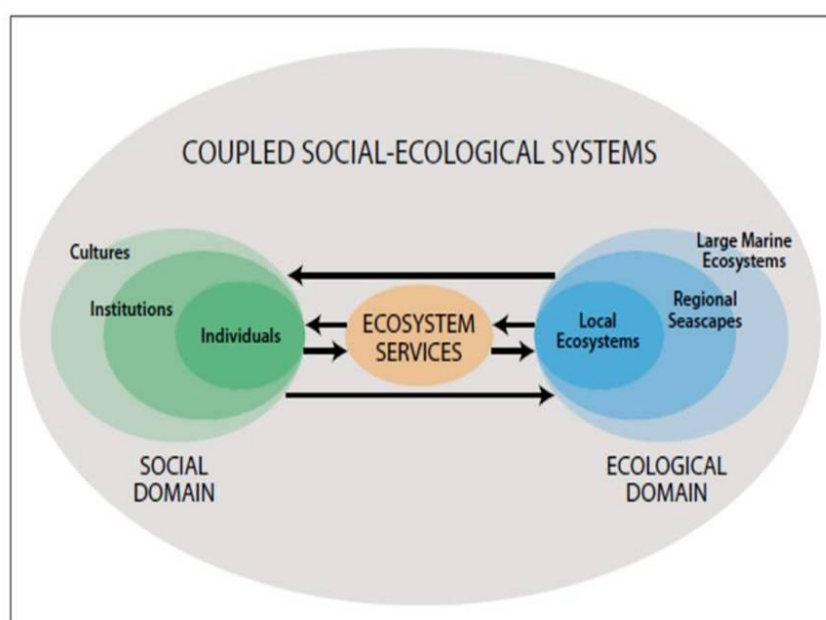 COUPLED SOCIAL-ECOLOGICAL SYSTEMS
Cultures
Institutions
Individuals
ECOSYSTEM
SERVICES
Large Marine
Ecosystems
Regional
Seascapes
Local
Ecosystems
SOCIAL
DOMAIN
ECOLOGICAL
DOMAIN